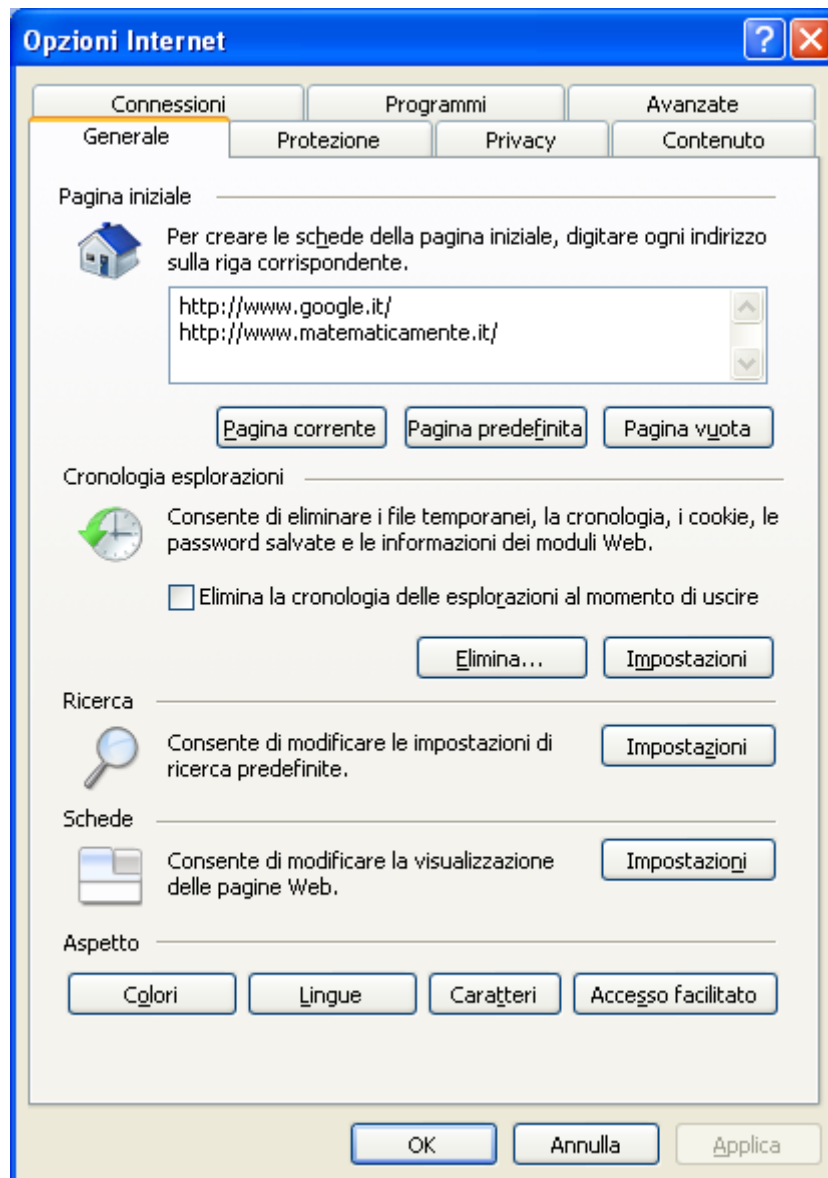 Opzioni Internet
Connessioni Programmi Avanzate
Generale Protezione Privacy Contenuto
Pagina iniziale
Per creare le schede della pagina iniziale, digitare ogni indirizzo
sulla riga corrispondente.
http://www.google.it/
http://www.matematicamente.it/
Pagina corrente Pagina predefinita Pagina vuota
Cronologia esplorazioni
Consente di eliminare i file temporanei, la cronologia, i cookie, le
password salvate e le informazioni dei moduli Web.
Elimina la cronologia delle esplorazioni al momento di uscire
Elimina... Impostazioni
Ricerca
Consente di modificare le impostazioni di
ricerca predefinite.
Impostazioni
Schede
Consente di modificare la visualizzazione
delle pagine Web.
Impostazioni
Aspetto
Colori Lingue Caratteri Accesso facilitato
OK Annulla Applica